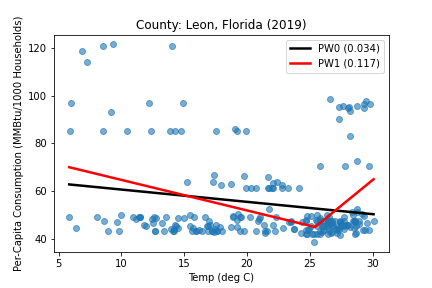 County: Leon, Florida (2019)
Per-Capita Consumption (MMBtu/1000 Households)
120
100
80
60
40
PW0 (0.034)
PW1 (0.117)
5 10 15 20 25 30
Temp (deg C)